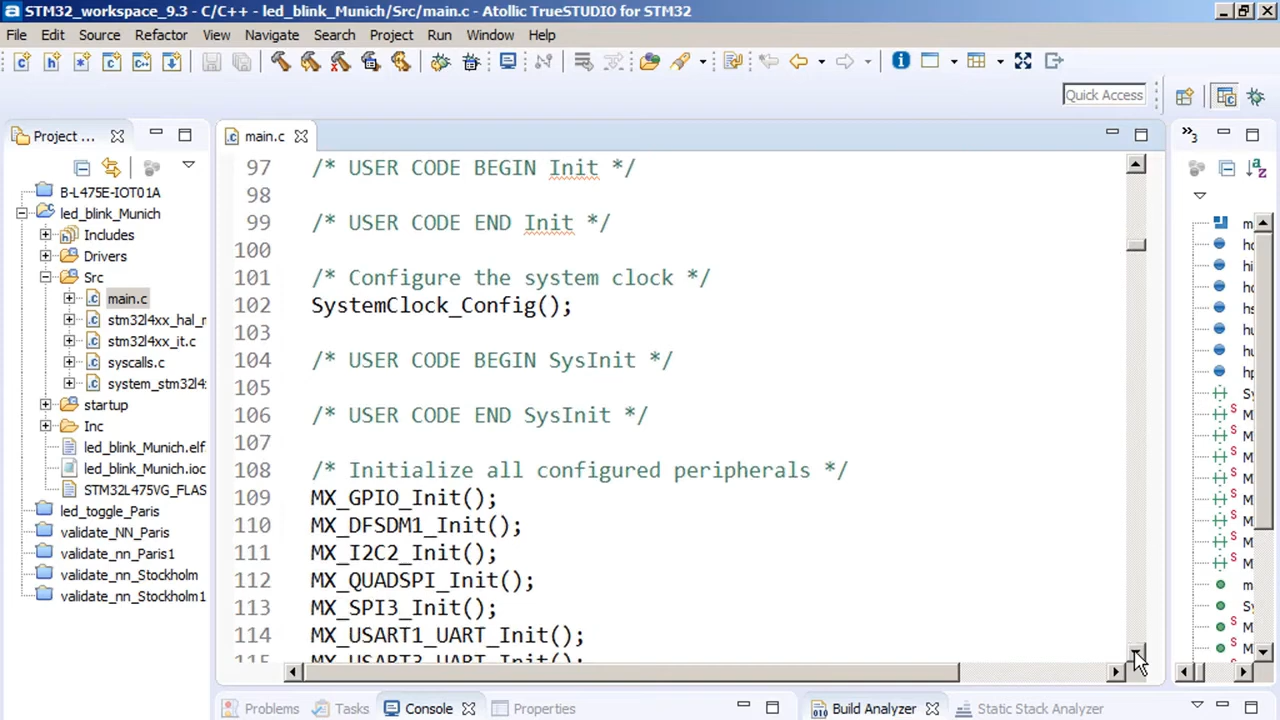 STM32_workspace_9.3 - C/C++ - led_blink_Munich/Src/main.c - Atollic TrueSTUDIO for STM32
File Edit Source Refactor View Navigate Search Project Run Window Help
Quick Access
Project ...
main.c
3
B-L475E-IOT01A
led_blink_Munich
Includes
Drivers
Src
main.c
stm32l4xx_hal_r
stm32l4xx_it.c
syscalls.c
system_stm32l4:
startup
Inc
led_blink_Munich.elf
led_blink_Munich.ioc
STM32L475VG_FLAS
led_toggle_Paris
validate_NN_Paris
validate_nn_Paris1
validate_nn_Stockholm
validate_nn_Stockholm1
97 /* USER CODE BEGIN Init */
98
99 /* USER CODE END Init */
100
101 /* Configure the system clock */
102 SystemClock_Config();
103
104 /* USER CODE BEGIN SysInit */
105
106 /* USER CODE END SysInit */
107
108 /* Initialize all configured peripherals */
109 MX_GPIO_Init();
110 MX_DFSDM1_Init();
111 MX_I2C2_Init();
112 MX_QUADSPI_Init();
113 MX_SPI3_Init();
114 MX_USART1_UART_Init();
115 MX_USART3_UART_Init();
Problems Tasks Console Properties
Build Analyzer Static Stack Analyzer